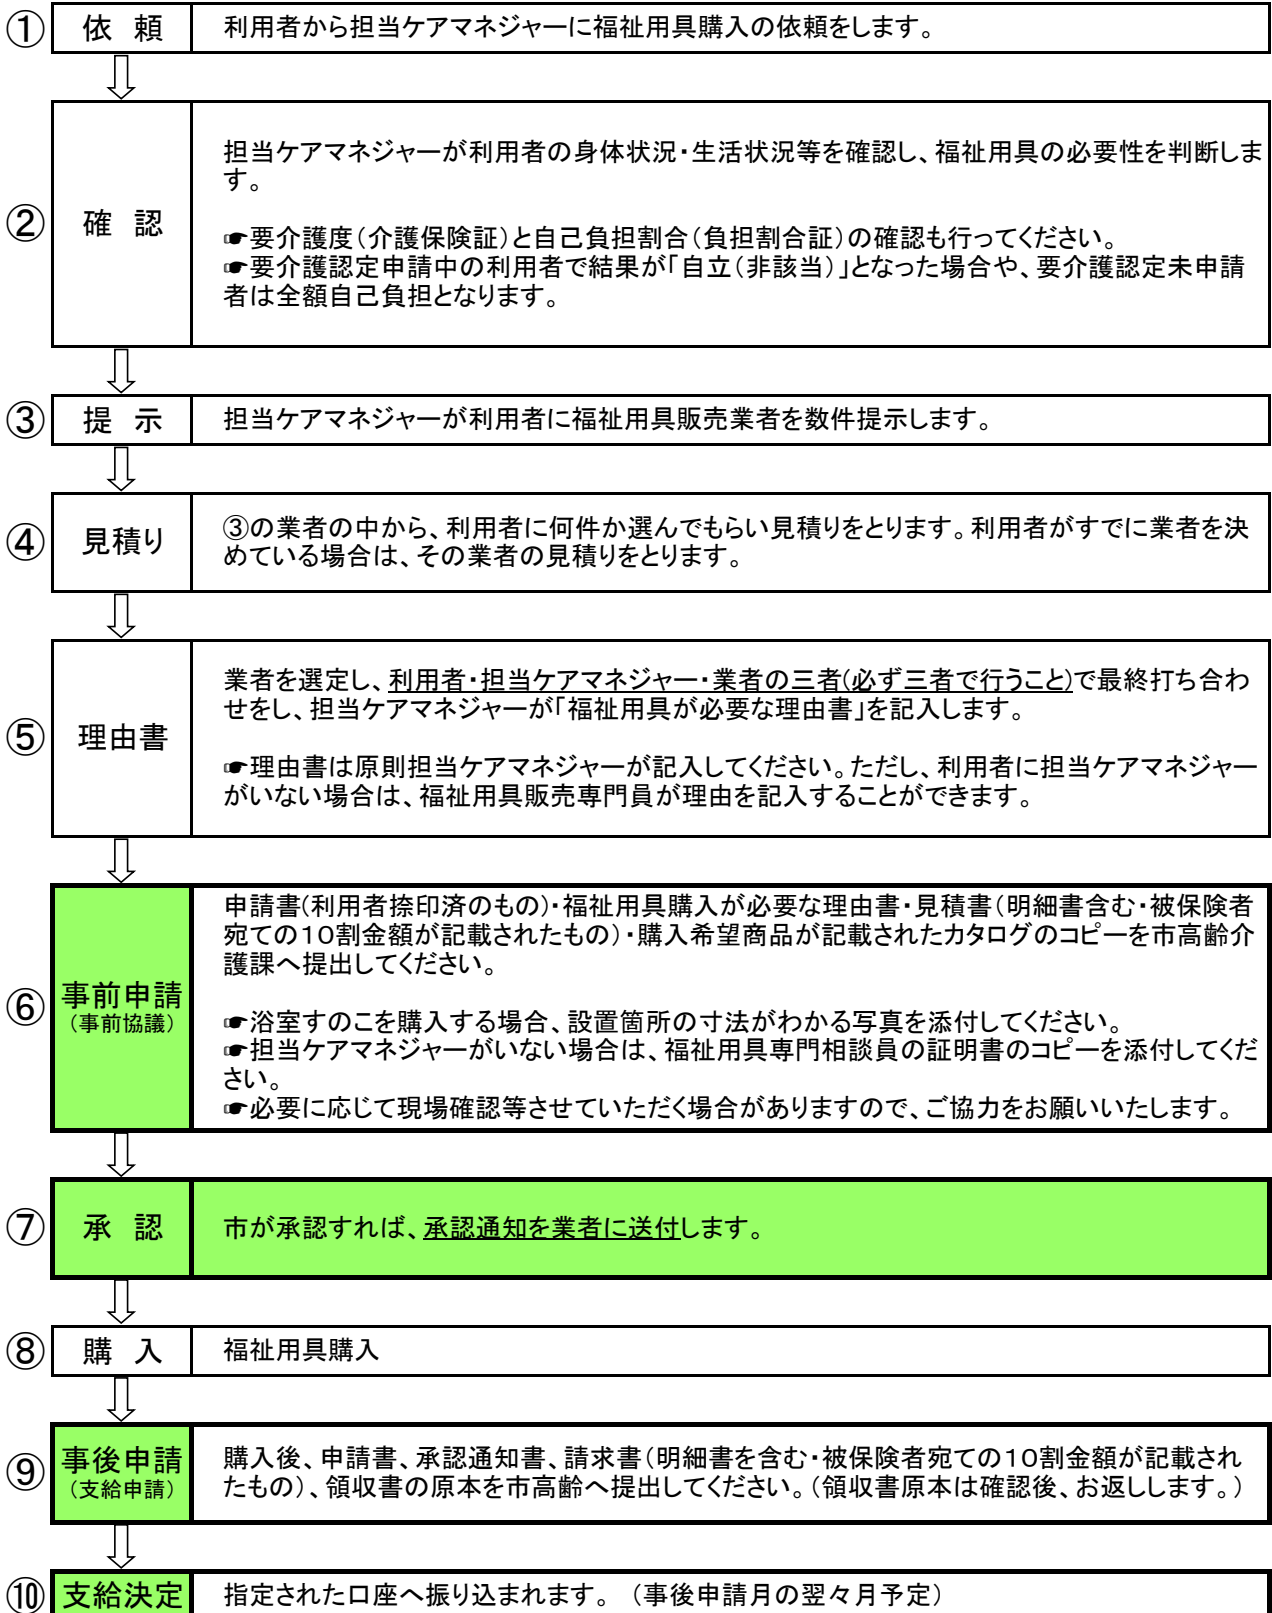 ① 依 頼 利用者から担当ケアマネジャーに福祉用具購入の依頼をします。
② 確 認
担当ケアマネジャーが利用者の身体状況・生活状況等を確認し、福祉用具の必要性を判断しま
す。
☞要介護度(介護保険証)と自己負担割合(負担割合証)の確認も行ってください。
☞要介護認定申請中の利用者で結果が「自立(非該当)」となった場合や、要介護認定未申請
者は全額自己負担となります。
③ 提 示 担当ケアマネジャーが利用者に福祉用具販売業者を数件提示します。
④ 見積り
③の業者の中から、利用者に何件か選んでもらい見積りをとります。利用者がすでに業者を決
めている場合は、その業者の見積りをとります。
⑤ 理由書
業者を選定し、利用者・担当ケアマネジャー・業者の三者(必ず三者で行うこと)で最終打ち合わ
せをし、担当ケアマネジャーが「福祉用具が必要な理由書」を記入します。
☞理由書は原則担当ケアマネジャーが記入してください。ただし、利用者に担当ケアマネジャー
がいない場合は、福祉用具販売専門員が理由を記入することができます。
⑥ 事前申請
(事前協議)
申請書(利用者捺印済のもの)・福祉用具購入が必要な理由書・見積書(明細書含む・被保険者
宛ての10割金額が記載されたもの)・購入希望商品が記載されたカタログのコピーを市高齢介
護課へ提出してください。
☞浴室すのこを購入する場合、設置箇所の寸法がわかる写真を添付してください。
☞担当ケアマネジャーがいない場合は、福祉用具専門相談員の証明書のコピーを添付してくだ
さい。
☞必要に応じて現場確認等させていただく場合がありますので、ご協力をお願いいたします。
⑦ 承 認 市が承認すれば、承認通知を業者に送付します。
⑧ 購 入 福祉用具購入
⑨ 事後申請
(支給申請)
購入後、申請書、承認通知書、請求書(明細書を含む・被保険者宛ての10割金額が記載され
たもの)、領収書の原本を市高齢へ提出してください。(領収書原本は確認後、お返しします。)
⑩ 支給決定 指定された口座へ振り込まれます。 (事後申請月の翌々月予定)